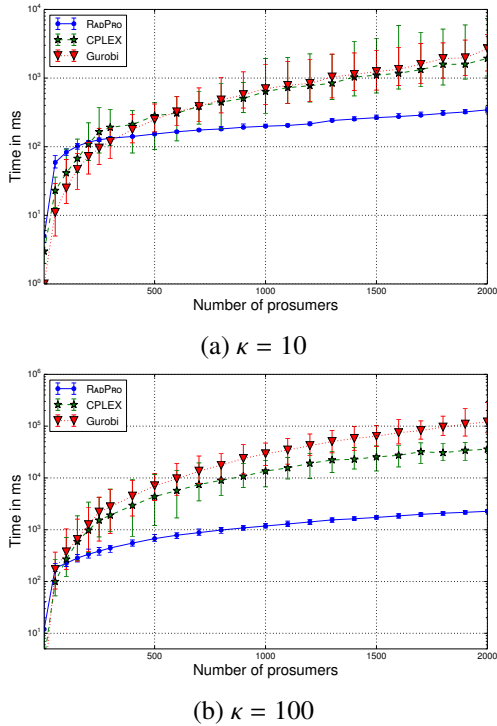 RadPro
CPLEX
Gurobi
Time in ms
10⁴
10³
10²
10¹
10⁰
500
1000
1500
2000
Number of prosumers
(a) κ = 10
RadPro
CPLEX
Gurobi
Time in ms
10⁶
10⁵
10⁴
10³
10²
10¹
500
1000
1500
2000
Number of prosumers
(b) κ = 100